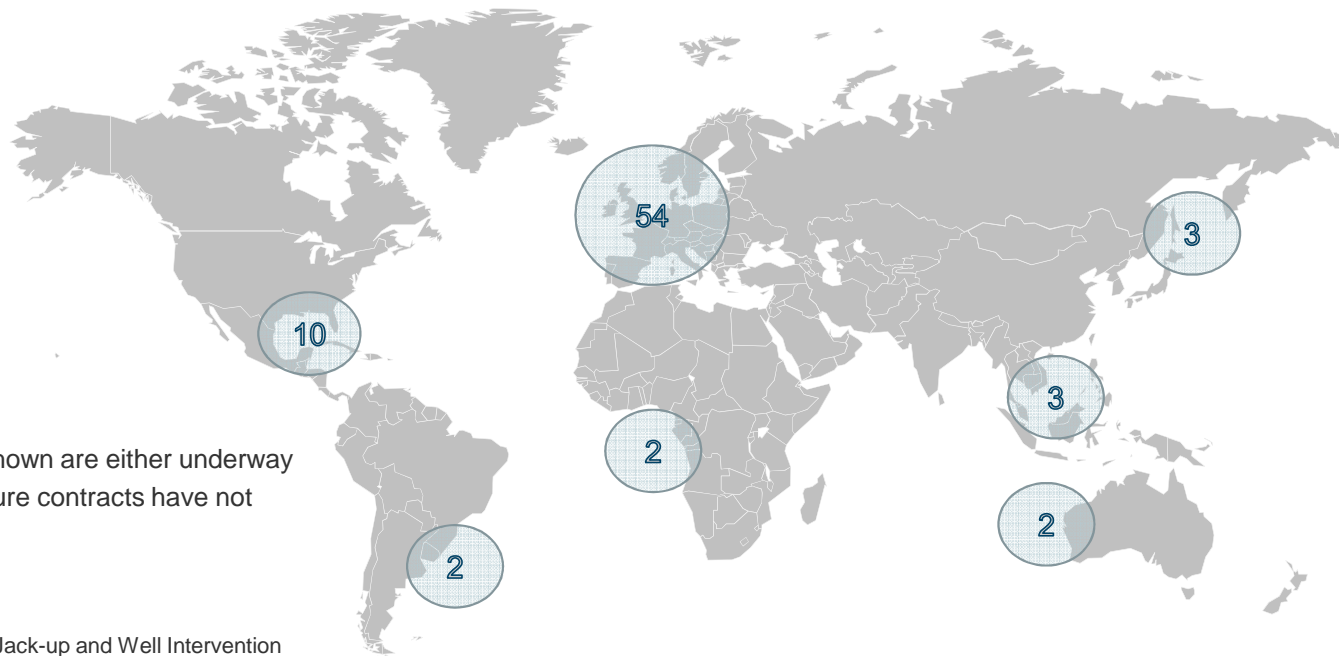 54
3
10
3
2
hown are either underway
ure contracts have not
2
2
Jack-up and Well Intervention